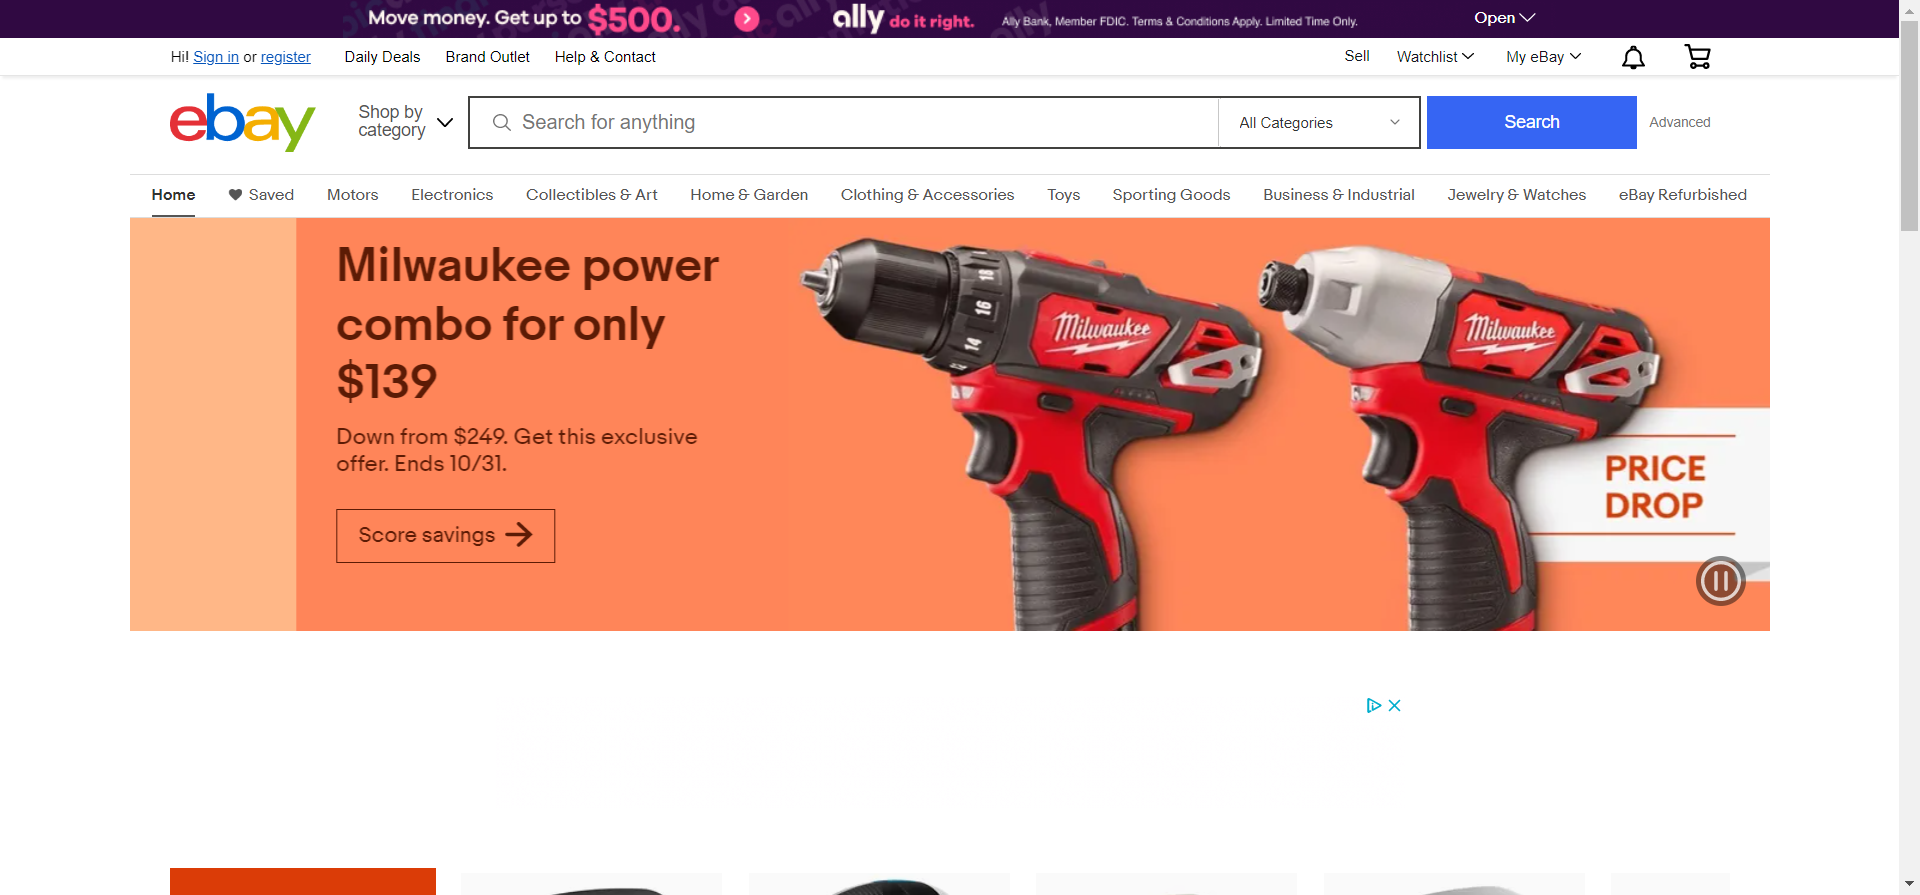 Move money. Get up to $500.
ally do it right.
Ally Bank, Member FDIC. Terms & Conditions Apply. Limited Time Only.
Open
Hi! Sign in or register
Daily Deals
Brand Outlet
Help & Contact
Sell
Watchlist
My eBay
ebay
Shop by
category
Search for anything
All Categories
Search
Advanced
Home
Saved
Motors
Electronics
Collectibles & Art
Home & Garden
Clothing & Accessories
Toys
Sporting Goods
Business & Industrial
Jewelry & Watches
eBay Refurbished
Milwaukee power
combo for only
$139
Down from $249. Get this exclusive
offer. Ends 10/31.
Score savings
18
16
14
Milwaukee
Milwaukee
PRICE
DROP